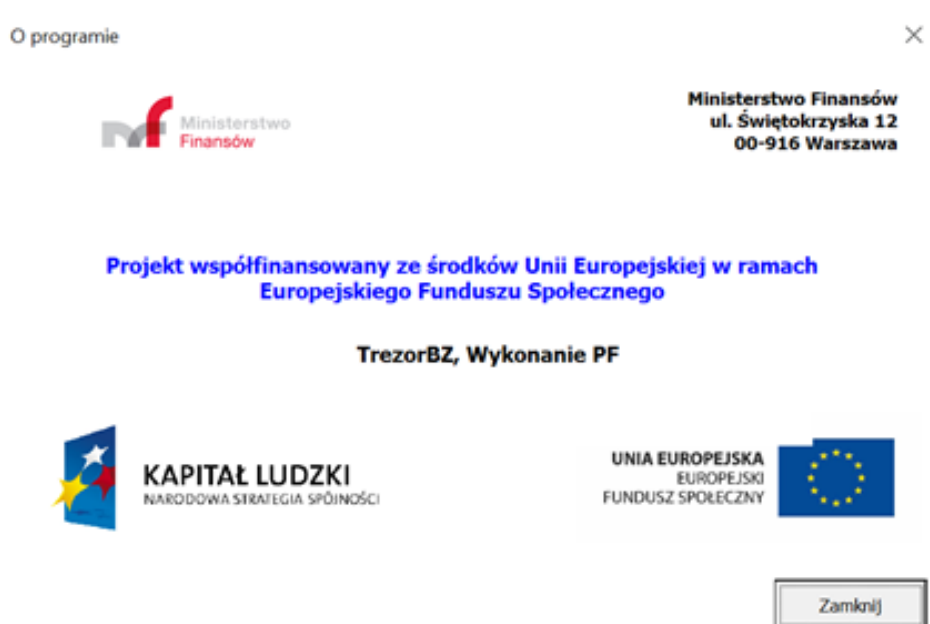 O programie
Ministerstwo
Finansów
Ministerstwo Finansów
ul. Świętokrzyska 12
00-916 Warszawa
Projekt współfinansowany ze środków Unii Europejskiej w ramach
Europejskiego Funduszu Społecznego
TrezorBZ, Wykonanie PF
KAPITAŁ LUDZKI
NARODOWA STRATEGIA SPÓJNOŚCI
UNIA EUROPEJSKA
EUROPEJSKI
FUNDUSZ SPOŁECZNY
Zamknij